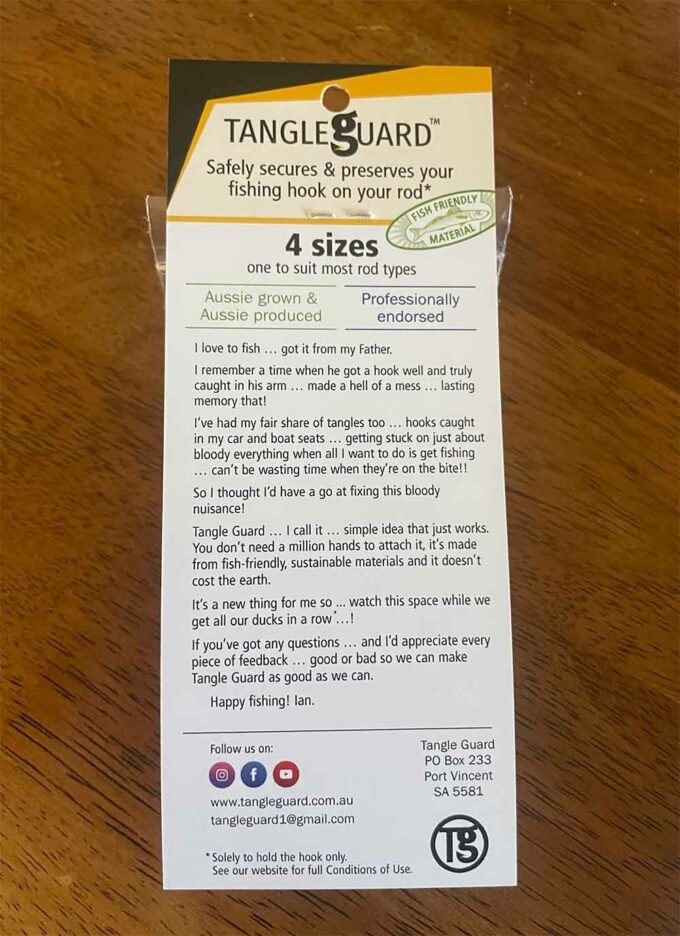 TANGLEGUARD™
Safely secures & preserves your
fishing hook on your rod*
FISH FRIENDLY
MATERIAL
4 sizes
one to suit most rod types
Aussie grown &
Aussie produced
Professionally
endorsed
I love to fish ... got it from my Father.
I remember a time when he got a hook well and truly
caught in his arm ... made a hell of a mess ... lasting
memory that!
I've had my fair share of tangles too ... hooks caught
in my car and boat seats ... getting stuck on just about
bloody everything when all I want to do is get fishing
... can't be wasting time when they're on the bite!!
So I thought I'd have a go at fixing this bloody
nuisance!
Tangle Guard ... I call it ... simple idea that just works.
You don't need a million hands to attach it, it's made
from fish-friendly, sustainable materials and it doesn't
cost the earth.
It's a new thing for me so ... watch this space while we
get all our ducks in a row ...!
If you've got any questions ... and I'd appreciate every
piece of feedback ... good or bad so we can make
Tangle Guard as good as we can.
Happy fishing! Ian.
Follow us on:
www.tangleguard.com.au
tangleguard1@gmail.com
Tangle Guard
PO Box 233
Port Vincent
SA 5581
Tg
* Solely to hold the hook only.
See our website for full Conditions of Use.